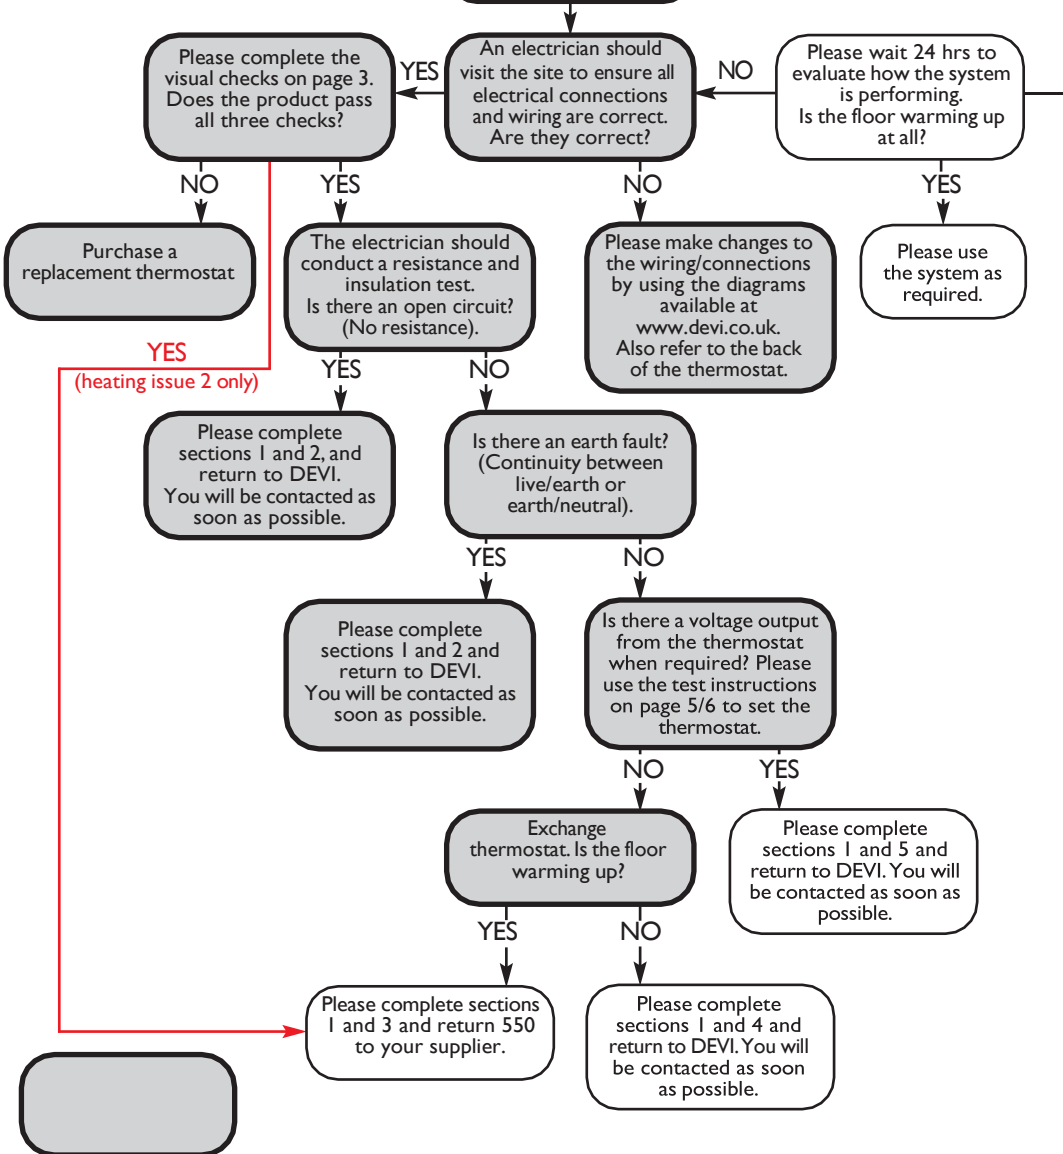 Please complete the
visual checks on page 3.
Does the product pass
all three checks?
YES
An electrician should
visit the site to ensure all
electrical connections
and wiring are correct.
Are they correct?
NO
Please wait 24 hrs to
evaluate how the system
is performing.
Is the floor warming up
at all?
NO
YES
NO
YES
Purchase a
replacement thermostat
The electrician should
conduct a resistance and
insulation test.
Is there an open circuit?
(No resistance).
Please make changes to
the wiring/connections
by using the diagrams
available at
www.devi.co.uk.
Also refer to the back
of the thermostat.
Please use
the system as
required.
YES
(heating issue 2 only)
YES
NO
Please complete
sections 1 and 2, and
return to DEVI.
You will be contacted as
soon as possible.
Is there an earth fault?
(Continuity between
live/earth or
earth/neutral).
YES
NO
Please complete
sections 1 and 2 and
return to DEVI.
You will be contacted as
soon as possible.
Is there a voltage output
from the thermostat
when required? Please
use the test instructions
on page 5/6 to set the
thermostat.
NO
YES
Exchange
thermostat. Is the floor
warming up?
Please complete
sections 1 and 5 and
return to DEVI. You will
be contacted as soon as
possible.
YES
NO
Please complete sections
1 and 3 and return 550
to your supplier.
Please complete
sections 1 and 4 and
return to DEVI. You will
be contacted as soon
as possible.